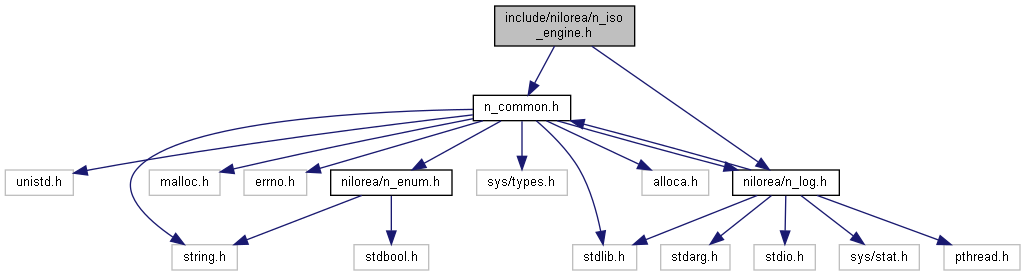 include/nilorea/n_iso
_engine.h
n_common.h
unistd.h
malloc.h
errno.h
nilorea/n_enum.h
sys/types.h
alloca.h
nilorea/n_log.h
string.h
stdbool.h
stdlib.h
stdarg.h
stdio.h
sys/stat.h
pthread.h